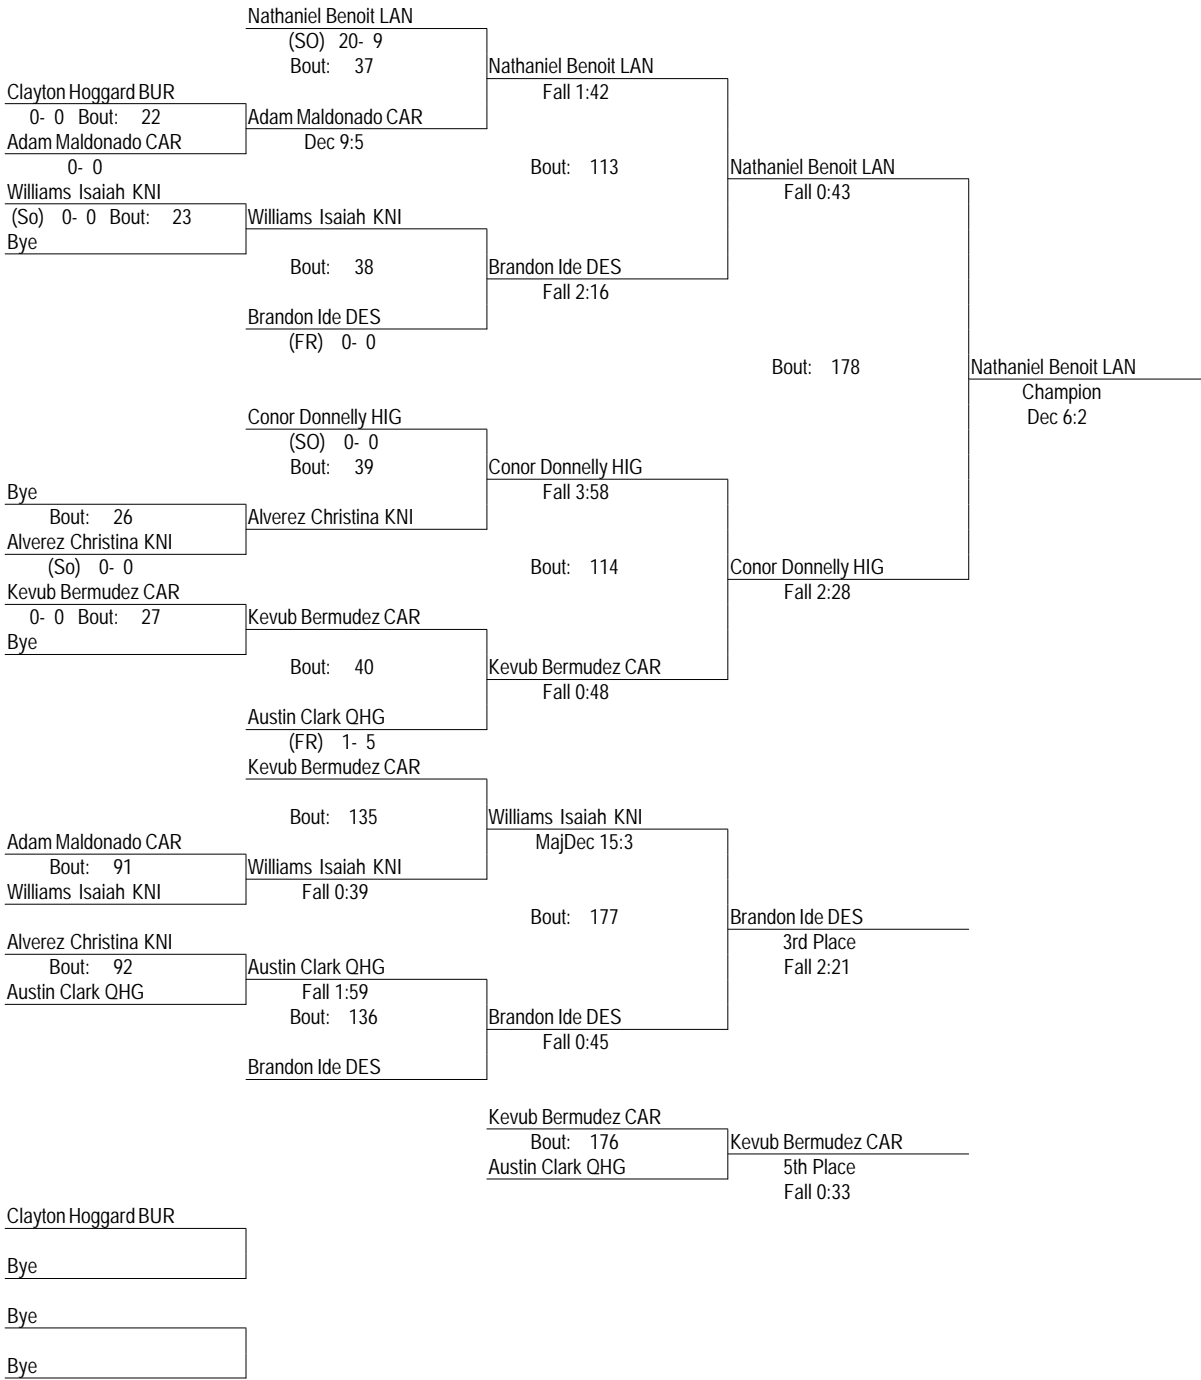 Nathaniel Benoit LAN
(SO) 20- 9
Bout: 37
Nathaniel Benoit LAN
Clayton Hoggard BUR
Fall 1:42
0- 0 Bout: 22
Adam Maldonado CAR
Adam Maldonado CAR
Dec 9:5
0- 0
Bout: 113
Nathaniel Benoit LAN
Williams Isaiah KNI
Fall 0:43
(So) 0- 0 Bout: 23
Williams Isaiah KNI
Bye
Bout: 38
Brandon Ide DES
Fall 2:16
Brandon Ide DES
(FR) 0- 0
Bout: 178
Nathaniel Benoit LAN
Champion
Dec 6:2
Conor Donnelly HIG
(SO) 0- 0
Bout: 39
Conor Donnelly HIG
Bye
Fall 3:58
Bout: 26
Alverez Christina KNI
Alverez Christina KNI
(So) 0- 0
Bout: 114
Conor Donnelly HIG
Kevub Bermudez CAR
Fall 2:28
0- 0 Bout: 27
Kevub Bermudez CAR
Bye
Bout: 40
Kevub Bermudez CAR
Fall 0:48
Austin Clark QHG
(FR) 1- 5
Kevub Bermudez CAR
Bout: 135
Williams Isaiah KNI
Adam Maldonado CAR
MajDec 15:3
Bout: 91
Williams Isaiah KNI
Williams Isaiah KNI
Fall 0:39
Bout: 177
Brandon Ide DES
Alverez Christina KNI
3rd Place
Bout: 92
Austin Clark QHG
Fall 2:21
Austin Clark QHG
Fall 1:59
Bout: 136
Brandon Ide DES
Fall 0:45
Brandon Ide DES
Kevub Bermudez CAR
Bout: 176
Kevub Bermudez CAR
Austin Clark QHG
5th Place
Fall 0:33
Clayton Hoggard BUR
Bye
Bye
Bye